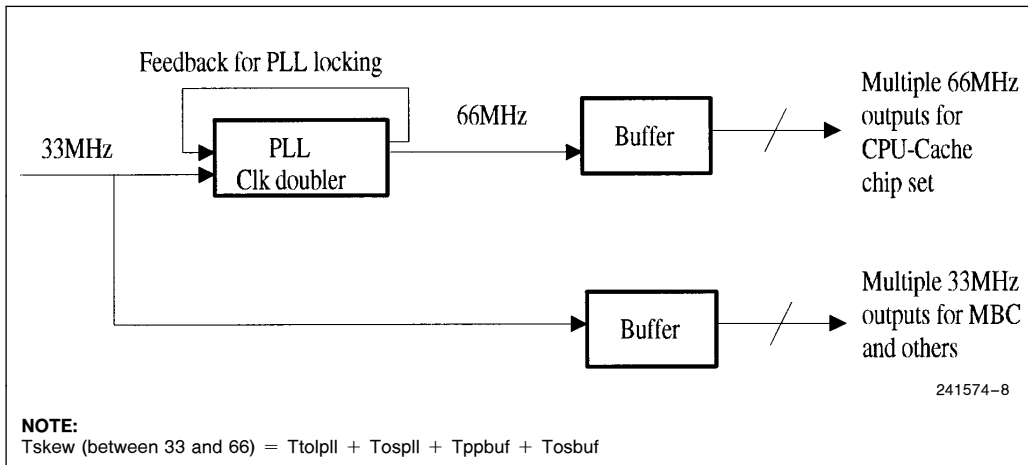 Feedback for PLL locking
33MHz
PLL
Clk doubler
66MHz
Buffer
Multiple 66MHz
outputs for
CPU-Cache
chip set
Buffer
Multiple 33MHz
outputs for MBC
and others
241574-8
NOTE:
Tskew (between 33 and 66) = Ttolpll + Tospll + Tppbuf + Tosbuf